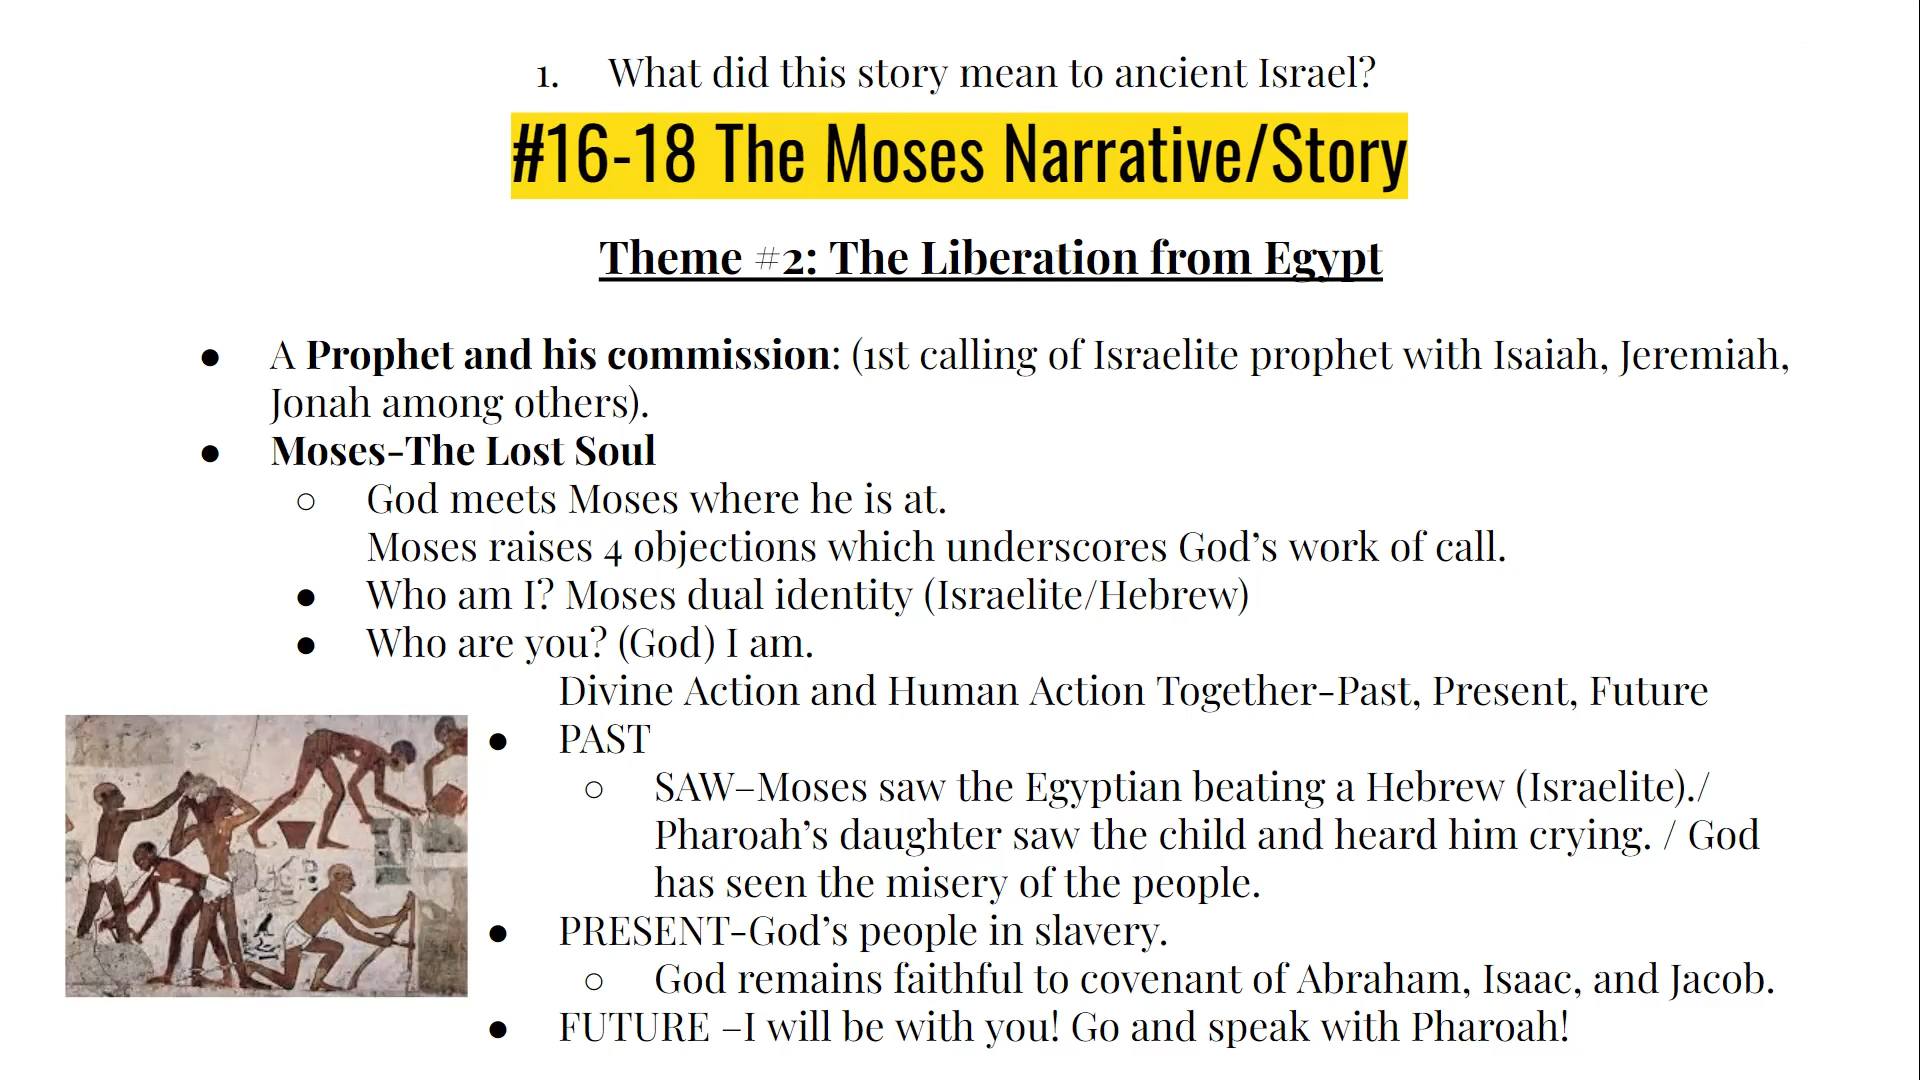 1. What did this story mean to ancient Israel?
#16-18 The Moses Narrative/Story
Theme #2: The Liberation from Egypt
● A Prophet and his commission: (1st calling of Israelite prophet with Isaiah, Jeremiah,
Jonah among others).
● Moses-The Lost Soul
○ God meets Moses where he is at.
Moses raises 4 objections which underscores God’s work of call.
● Who am I? Moses dual identity (Israelite/Hebrew)
● Who are you? (God) I am.
Divine Action and Human Action Together-Past, Present, Future
● PAST
○ SAW–Moses saw the Egyptian beating a Hebrew (Israelite)./
Pharoah’s daughter saw the child and heard him crying. / God
has seen the misery of the people.
● PRESENT-God’s people in slavery.
○ God remains faithful to covenant of Abraham, Isaac, and Jacob.
● FUTURE –I will be with you! Go and speak with Pharoah!